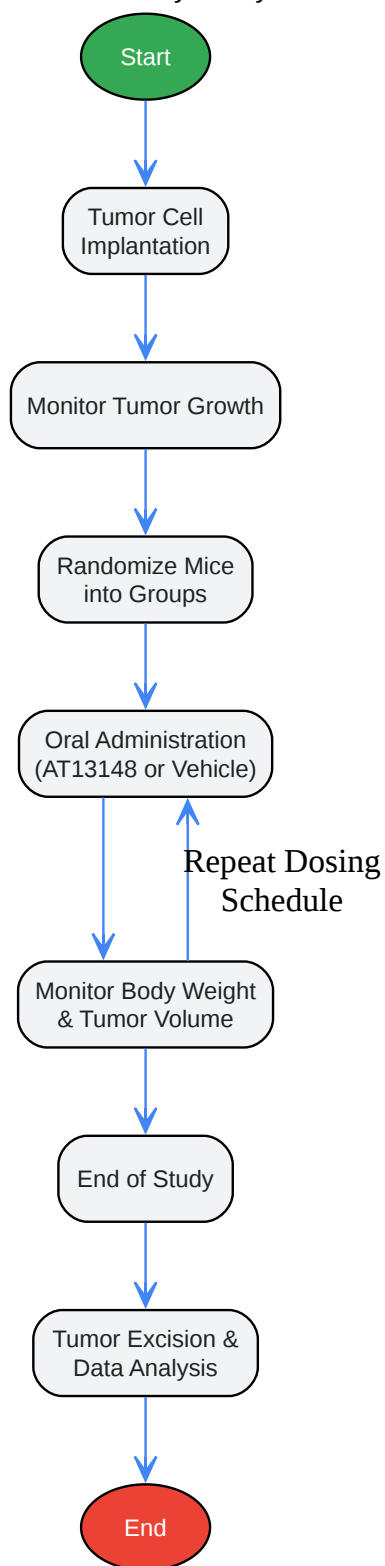 Start
Tumor Cell
Implantation
Monitor Tumor Growth
Randomize Mice
into Groups
Oral Administration
(AT13148 or Vehicle)
Repeat Dosing
Schedule
Monitor Body Weight
& Tumor Volume
End of Study
Tumor Excision &
Data Analysis
End